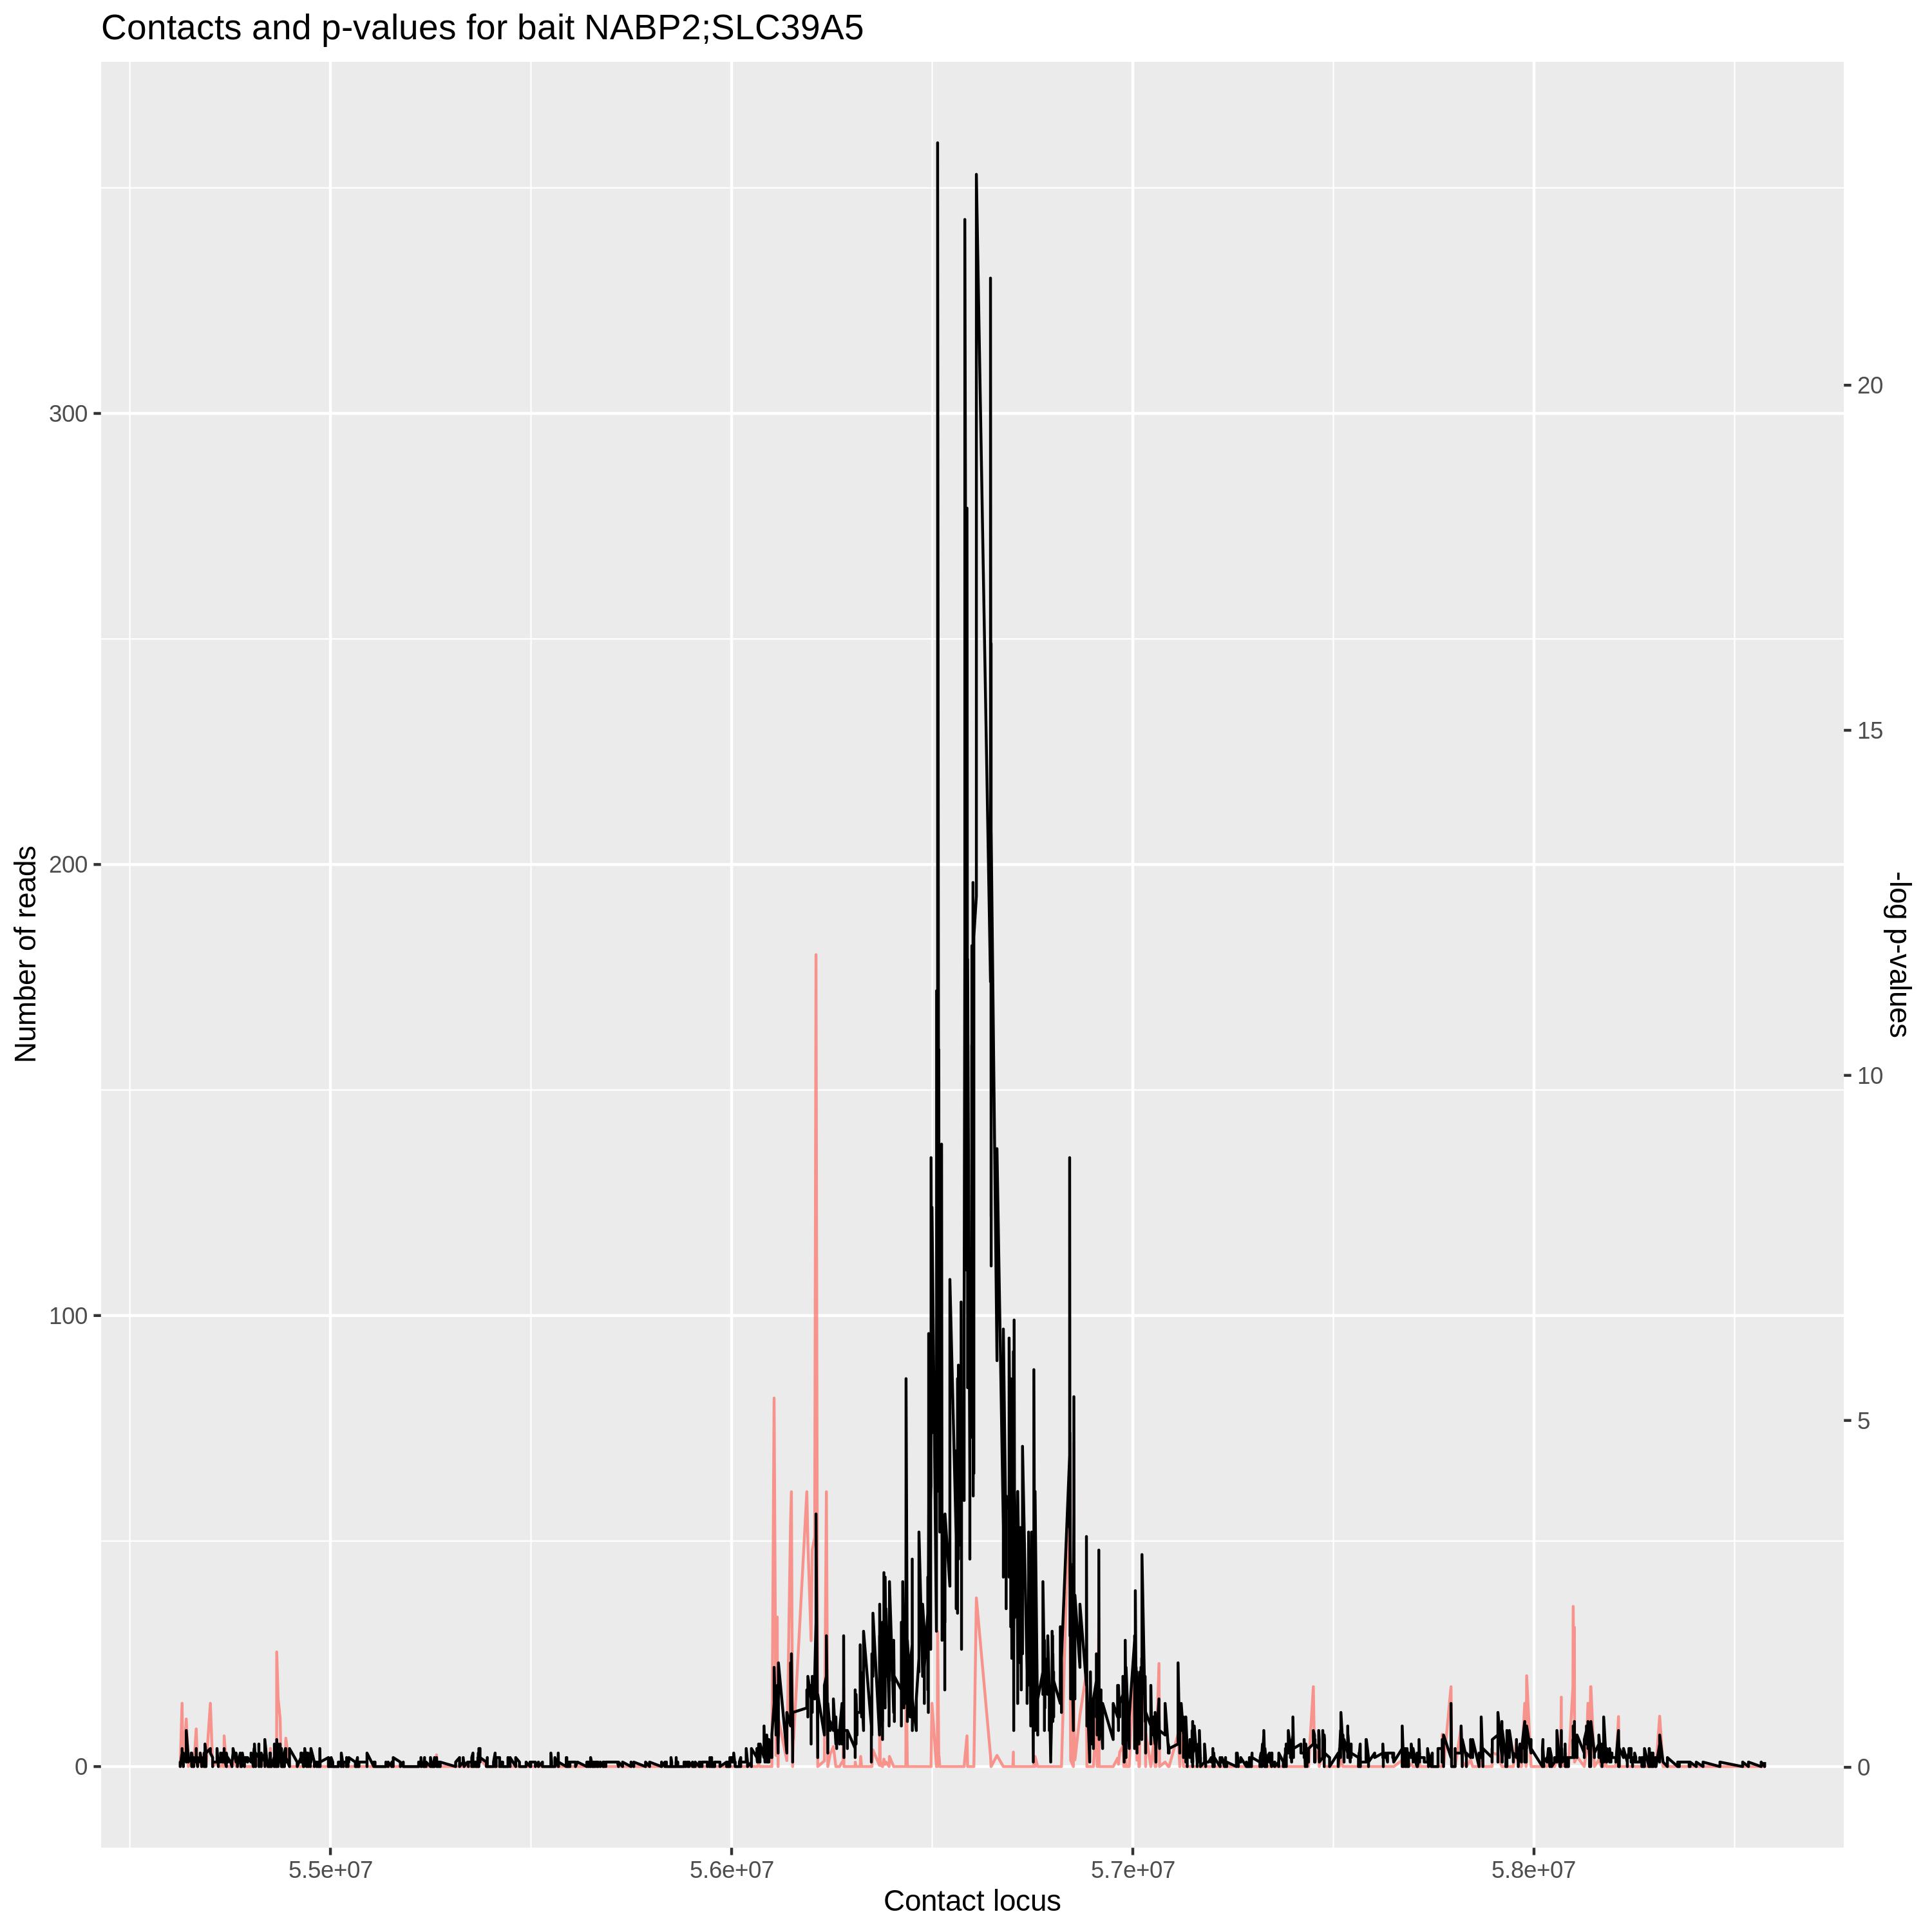 Contacts and p-values for bait NABP2;SLC39A5
Number of reads
300
200
100
0
20
15
10
5
0
-log p-values
5.5e+07 5.6e+07 5.7e+07 5.8e+07
Contact locus